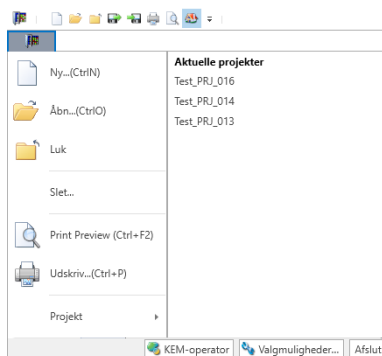 Aktuelle projekter
Ny...(CtrlN)
Test_PRJ_016
Test_PRJ_014
Åbn...(CtrlO)
Test_PRJ_013
Luk
Slet...
Print Preview (Ctrl+F2)
Udskriv...(Ctrl+P)
Projekt
KEM-operator
Valgmuligheder...
Afslut